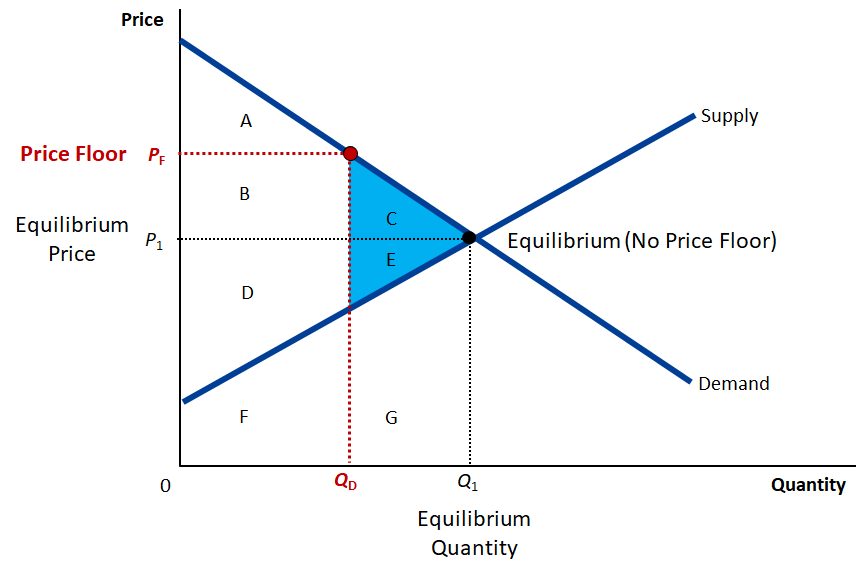 Price
A
Supply
Price Floor PF
B
C
Equilibrium
Price
P1
Equilibrium (No Price Floor)
E
D
Demand
F
G
0
QD
Q1
Quantity
Equilibrium
Quantity